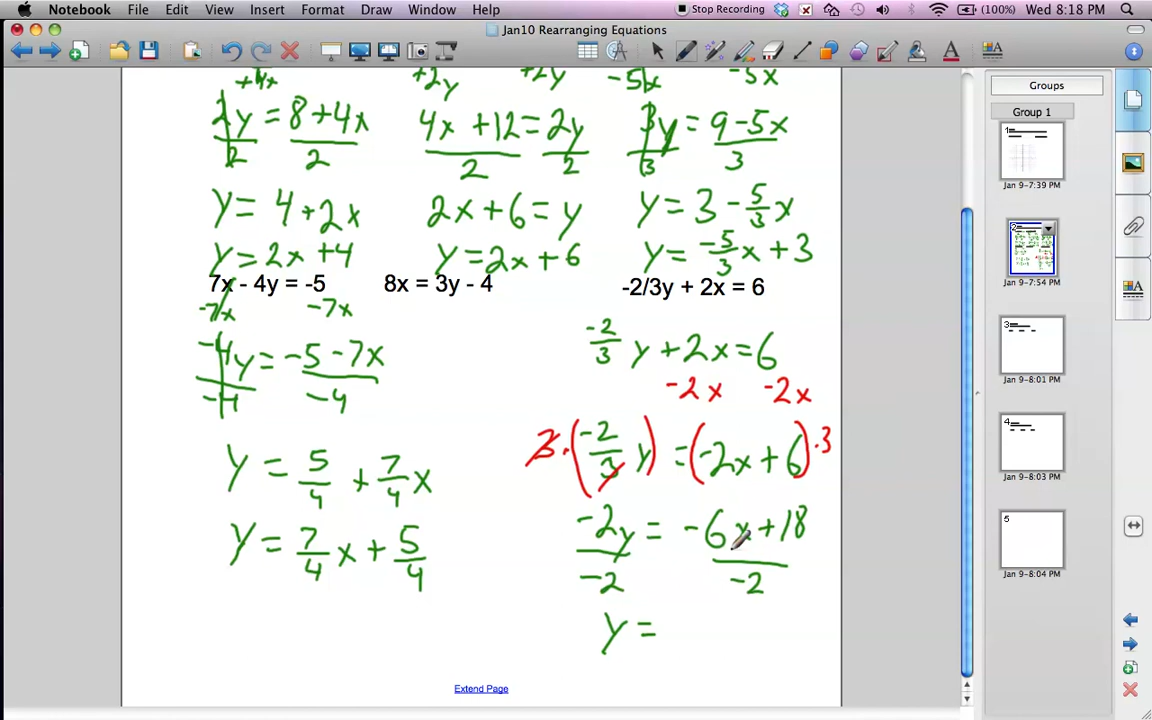 Notebook File Edit View Insert Format Draw Window Help Stop Recording (100%) Wed 8:18 PM
Jan10 Rearranging Equations
+4x +2y +2y -5x -5x
2y = 8 + 4x
2 2
4x + 12 = 2y
2 2
3y = 9 - 5x
3 3
y = 4 + 2x
2x + 6 = y
y = 3 - 5/3 x
y = 2x + 4
y = 2x + 6
y = -5/3 x + 3
7x - 4y = -5
8x = 3y - 4
-2/3y + 2x = 6
-7x -7x
-4y = -5 - 7x
-4 -4
y = 5/4 + 7/4 x
y = 7/4 x + 5/4
-2/3 y + 2x = 6
-2x -2x
3·(-2/3 y) = (-2x + 6)·3
-2y = -6x + 18
-2 -2
y =
Extend Page
Groups
Group 1
1
Jan 9-7:39 PM
2
Jan 9-7:54 PM
3
Jan 9-8:01 PM
4
Jan 9-8:03 PM
5
Jan 9-8:04 PM